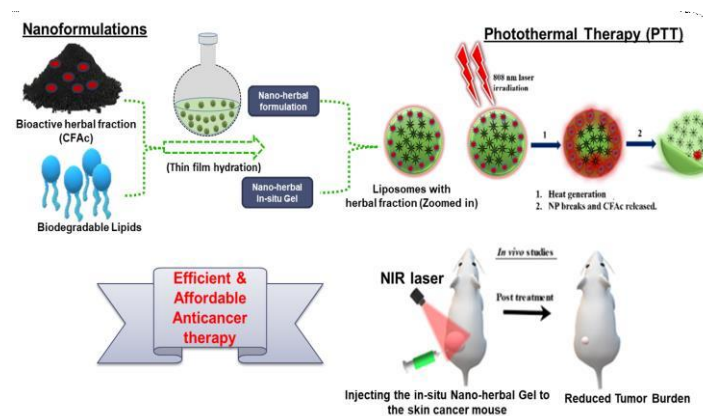 Nanoformulations
Photothermal Therapy (PTT)
808 nm laser
irradiation
Nano-herbal
formulation
Bioactive herbal fraction
(CFAc)
(Thin film hydration)
Nano-herbal
In-situ Gel
Biodegradable Lipids
Liposomes with
herbal fraction (Zoomed in)
1
2
1. Heat generation
2. NP breaks and CFAc released.
Efficient &
Affordable
Anticancer
therapy
In vivo studies
NIR laser
Post treatment
Injecting the in-situ Nano-herbal Gel to
the skin cancer mouse
Reduced Tumor Burden